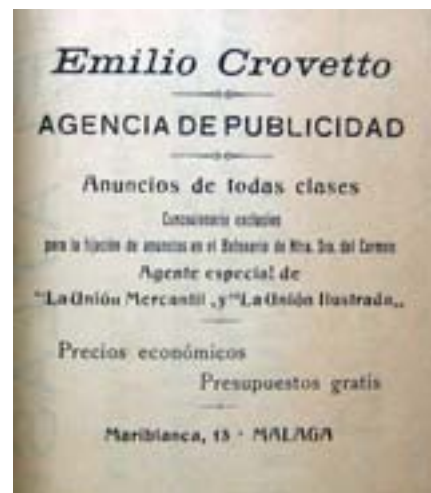 Emilio Crovetto
AGENCIA DE PUBLICIDAD
Anuncios de todas clases
Concesionario exclusivo
para la fijación de anuncios en el Balneario de Ntra. Sra. del Carmen
Agente especial de
"La Unión Mercantil„ y "La Unión Ilustrada„
Precios económicos
Presupuestos gratis
Mariblanca, 13 - MALAGA